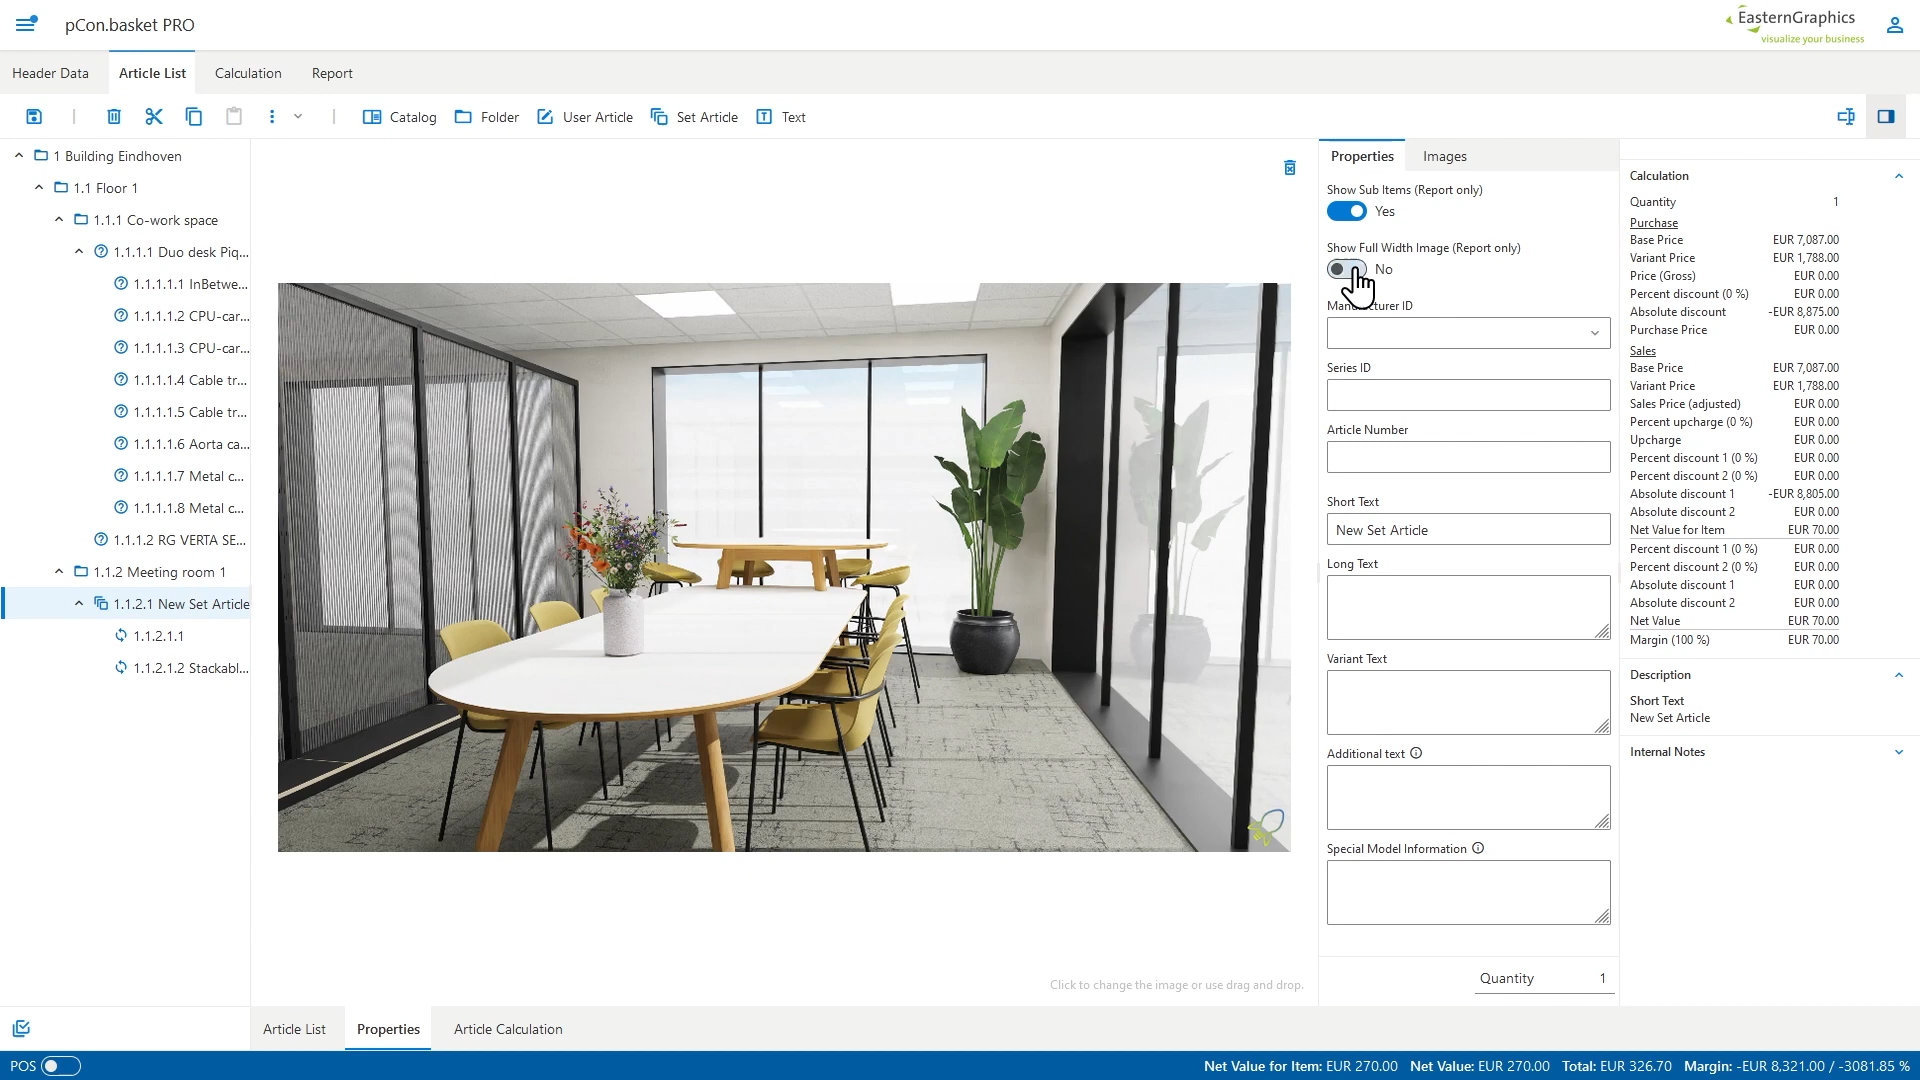 pCon.basket PRO
EasternGraphics
visualize your business
Header Data
Article List
Calculation
Report
Catalog
Folder
User Article
Set Article
Text
1 Building Eindhoven
1.1 Floor 1
1.1.1 Co-work space
1.1.1.1 Duo desk Piq...
1.1.1.1.1 InBetwe...
1.1.1.1.2 CPU-car...
1.1.1.1.3 CPU-car...
1.1.1.1.4 Cable tr...
1.1.1.1.5 Cable tr...
1.1.1.1.6 Aorta ca...
1.1.1.1.7 Metal c...
1.1.1.1.8 Metal c...
1.1.1.2 RG VERTA SE...
1.1.2 Meeting room 1
1.1.2.1 New Set Article
1.1.2.1.1
1.1.2.1.2 Stackabl...
Click to change the image or use drag and drop.
Properties
Images
Show Sub Items (Report only)
Yes
Show Full Width Image (Report only)
No
Manufacturer ID
Series ID
Article Number
Short Text
New Set Article
Long Text
Variant Text
Additional text
Special Model Information
Quantity 1
Calculation
Quantity 1
Purchase
Base Price EUR 7,087.00
Variant Price EUR 1,788.00
Price (Gross) EUR 0.00
Percent discount (0 %) EUR 0.00
Absolute discount -EUR 8,875.00
Purchase Price EUR 0.00
Sales
Base Price EUR 7,087.00
Variant Price EUR 1,788.00
Sales Price (adjusted) EUR 0.00
Percent upcharge (0 %) EUR 0.00
Upcharge EUR 0.00
Percent discount 1 (0 %) EUR 0.00
Percent discount 2 (0 %) EUR 0.00
Absolute discount 1 -EUR 8,805.00
Absolute discount 2 EUR 0.00
Net Value for Item EUR 70.00
Percent discount 1 (0 %) EUR 0.00
Percent discount 2 (0 %) EUR 0.00
Absolute discount 1 EUR 0.00
Absolute discount 2 EUR 0.00
Net Value EUR 70.00
Margin (100 %) EUR 70.00
Description
Short Text
New Set Article
Internal Notes
Article List
Properties
Article Calculation
POS
Net Value for Item: EUR 270.00 Net Value: EUR 270.00 Total: EUR 326.70 Margin: -EUR 8,321.00 / -3081.85 %